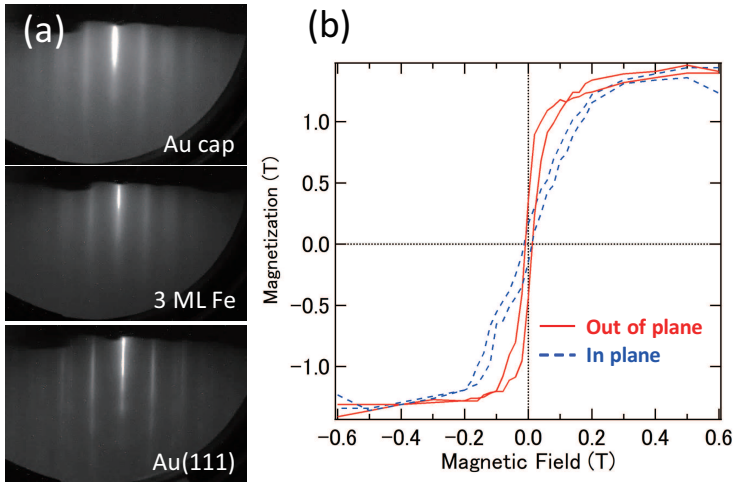 (a)
Au cap
3 ML Fe
Au(111)
(b)
Magnetization (T)
1.0
0.5
0.0
-0.5
-1.0
Out of plane
In plane
-0.6 -0.4 -0.2 0.0 0.2 0.4 0.6
Magnetic Field (T)